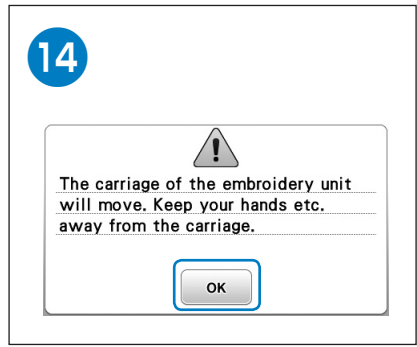 14
The carriage of the embroidery unit
will move. Keep your hands etc.
away from the carriage.
OK